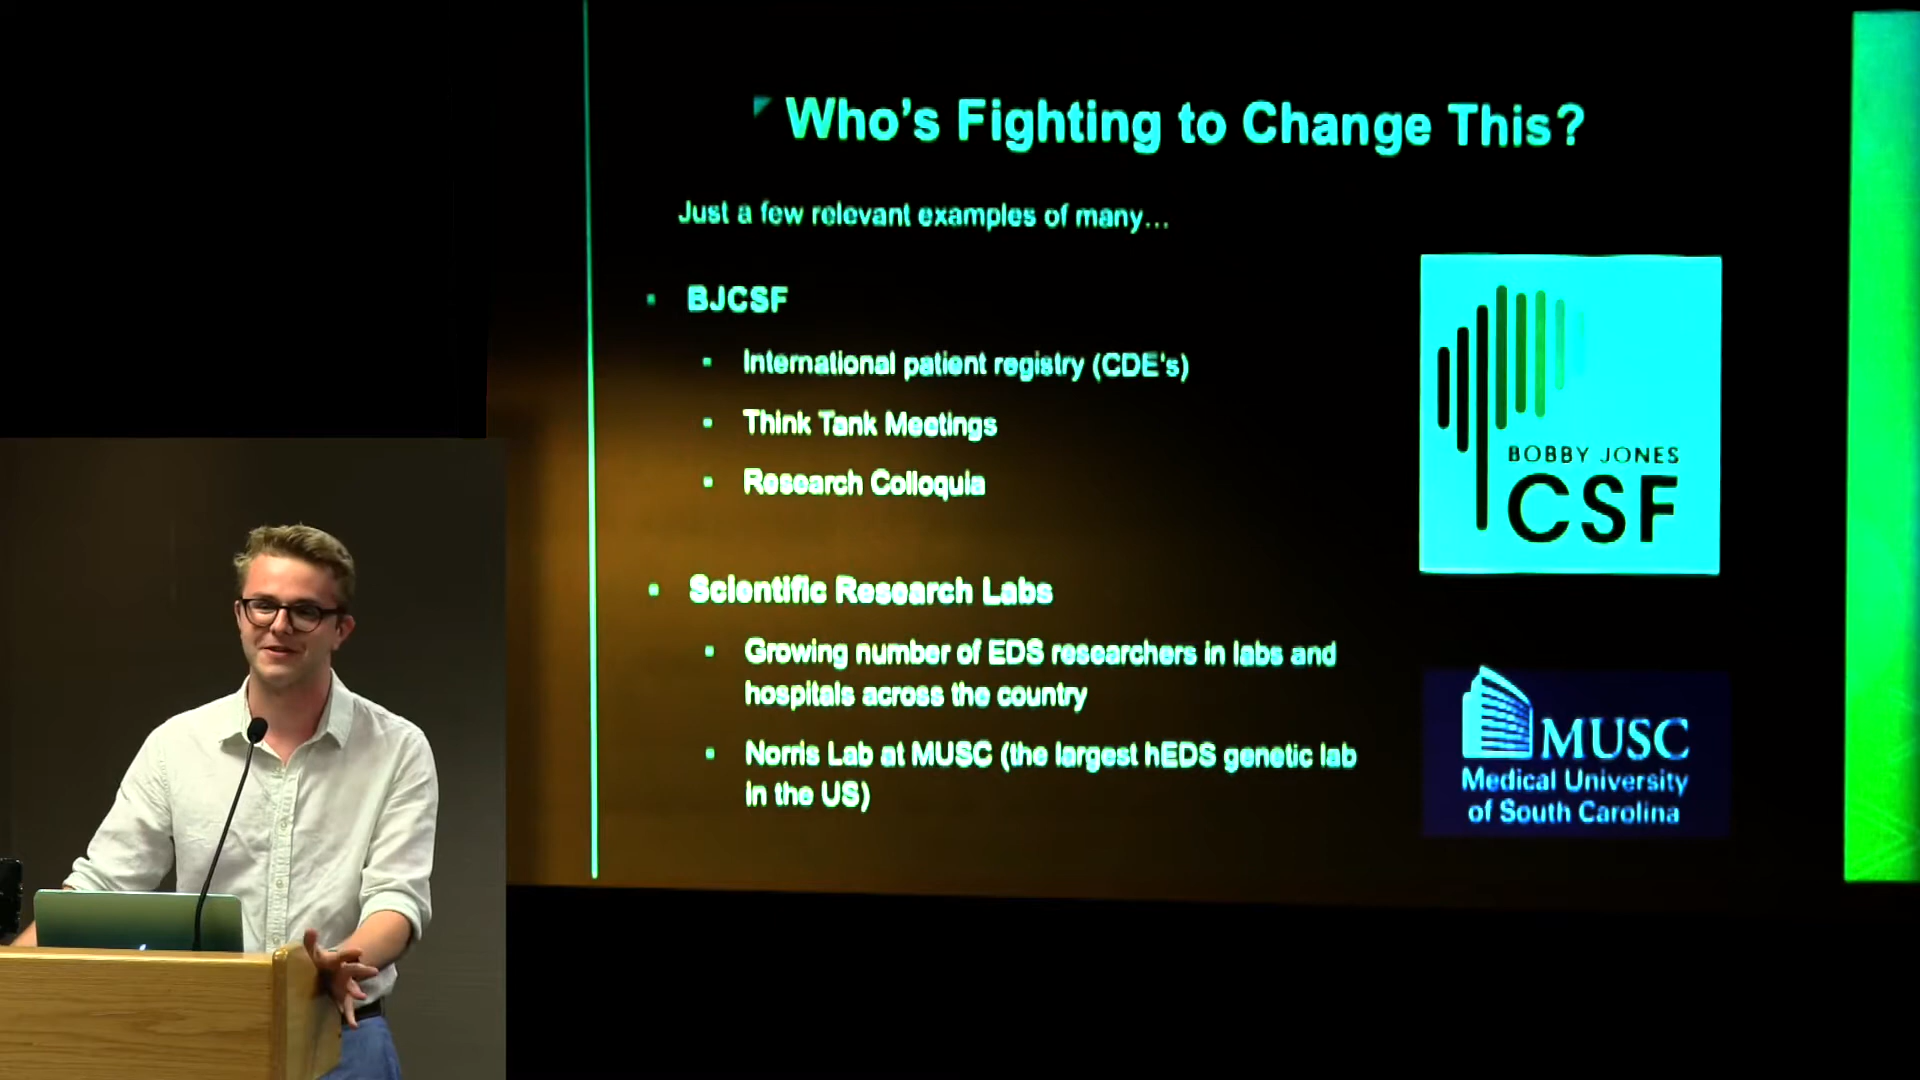 Who's Fighting to Change This?
Just a few relevant examples of many...
BJCSF
International patient registry (CDE's)
Think Tank Meetings
Research Colloquia
BOBBY JONES
CSF
Scientific Research Labs
Growing number of EDS researchers in labs and
hospitals across the country
Norris Lab at MUSC (the largest hEDS genetic lab
in the US)
MUSC
Medical University
of South Carolina